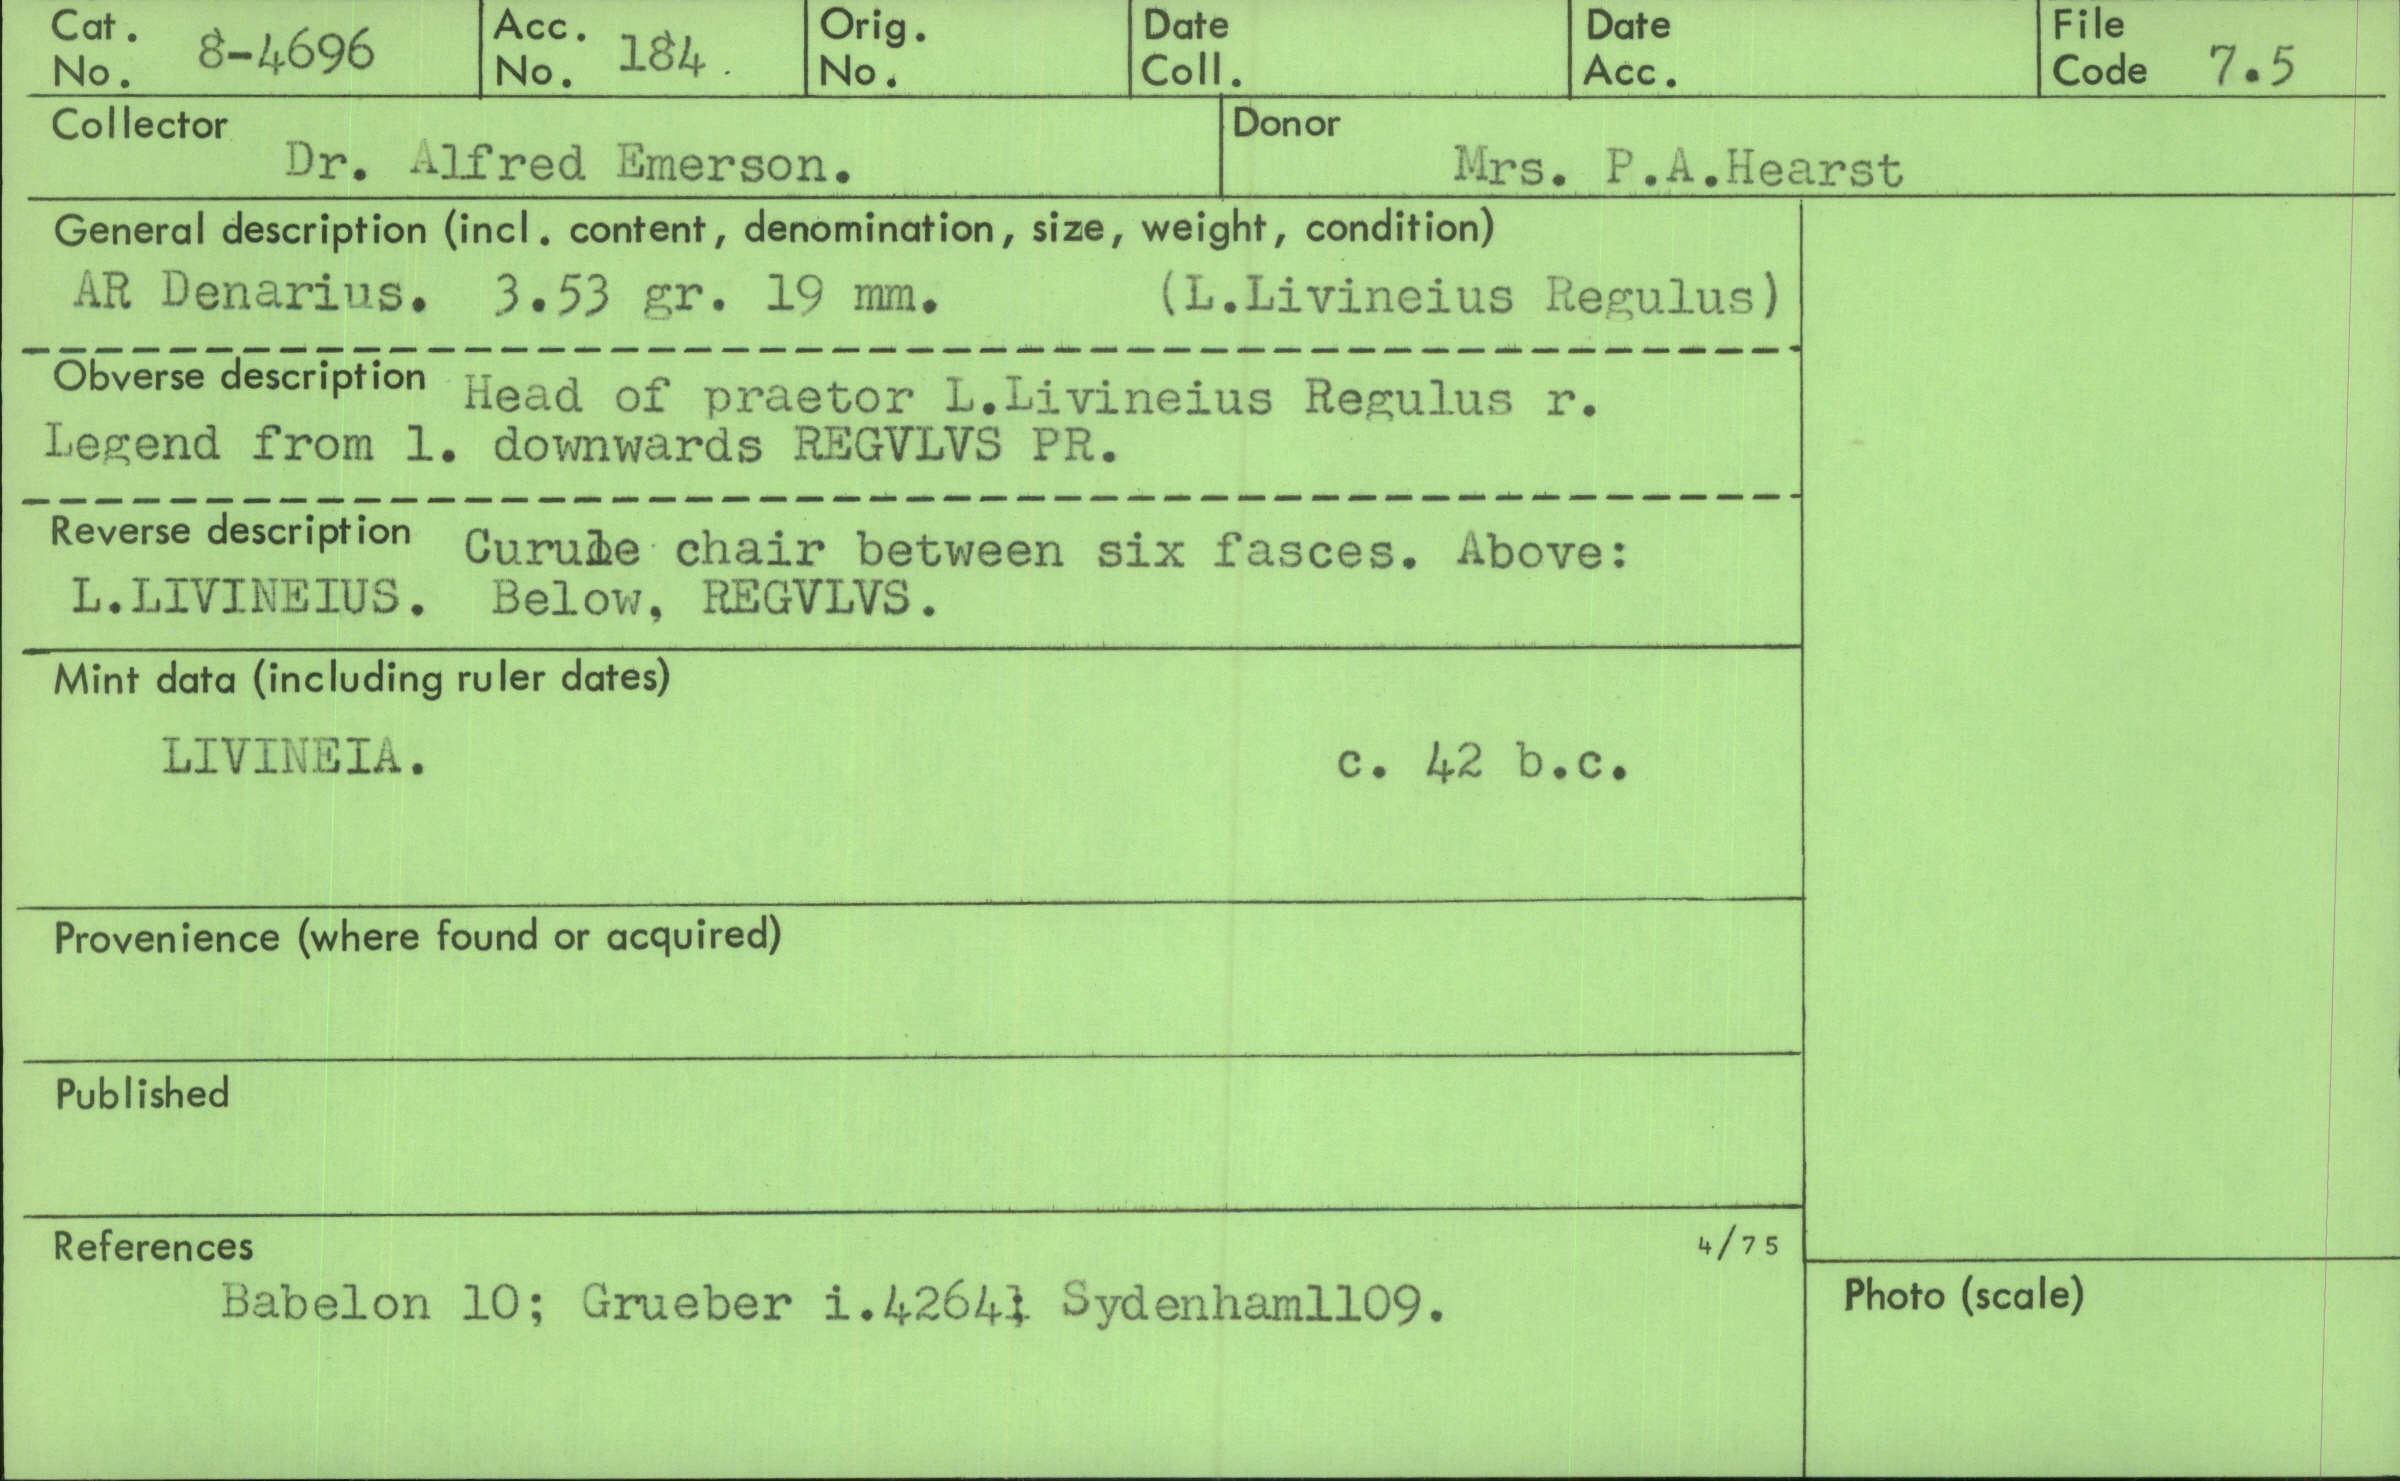 Cat. No. 8-4696 Acc. No. 184. Orig. No. Date Coll. Date Acc. File Code 7.5
Collector Dr. Alfred Emerson. Donor Mrs. P.A.Hearst
General description (incl. content, denomination, size, weight, condition)
AR Denarius. 3.53 gr. 19 mm. (L.Livineius Regulus)
Obverse description Head of praetor L.Livineius Regulus r.
Legend from l. downwards REGVLVS PR.
Reverse description Curule chair between six fasces. Above:
L.LIVINEIUS. Below, REGVLVS.
Mint data (including ruler dates)
LIVINEIA. c. 42 b.c.
Provenience (where found or acquired)
Published
References 4/75
Babelon 10; Grueber i.4264; Sydenham1109.
Photo (scale)